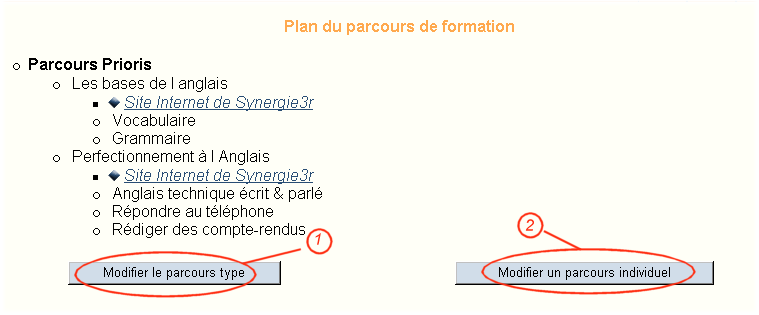 Plan du parcours de formation
Parcours Prioris
Les bases de l anglais
Site Internet de Synergie3r
Vocabulaire
Grammaire
Perfectionnement à l Anglais
Site Internet de Synergie3r
Anglais technique écrit & parlé
Répondre au téléphone
Rédiger des compte-rendus
1
2
Modifier le parcours type
Modifier un parcours individuel